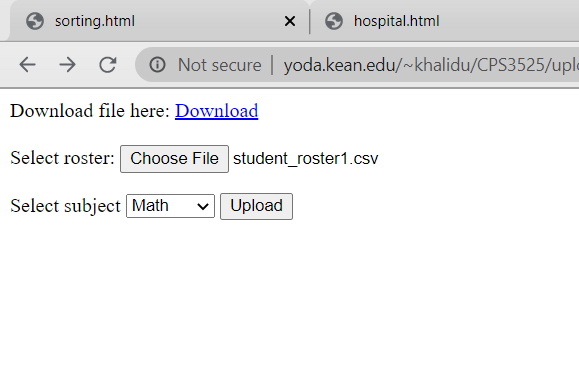 sorting.html
hospital.html
Not secure | yoda.kean.edu/~khalidu/CPS3525/uplo
Download file here: Download
Select roster: Choose File student_roster1.csv
Select subject Math Upload